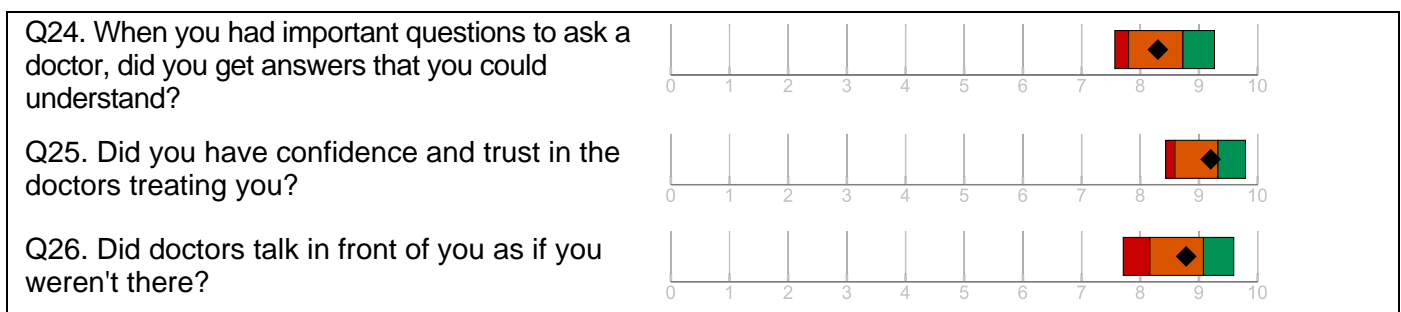 Q24. When you had important questions to ask a
doctor, did you get answers that you could
understand?
0 1 2 3 4 5 6 7 8 9 10
Q25. Did you have confidence and trust in the
doctors treating you?
0 1 2 3 4 5 6 7 8 9 10
Q26. Did doctors talk in front of you as if you
weren't there?
0 1 2 3 4 5 6 7 8 9 10